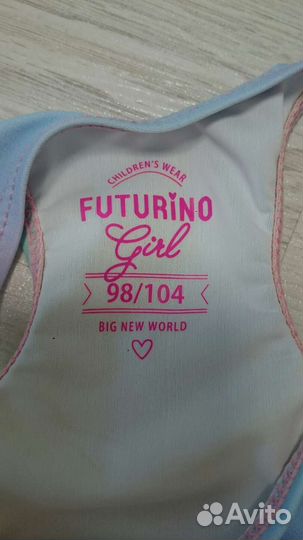 CHILDREN'S WEAR
FUTURINO
Girl
98/104
BIG NEW WORLD
Avito